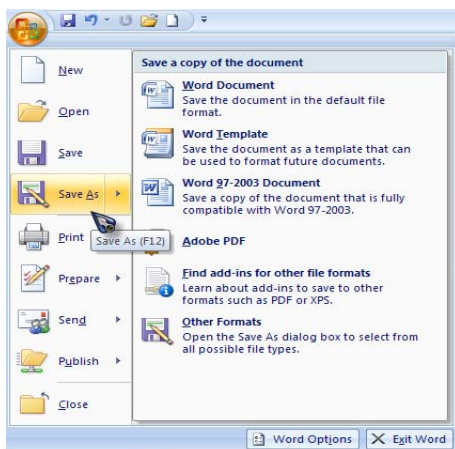 New
Open
Save
Save As
Print
Prepare
Send
Publish
Close
Save As (F12)
Save a copy of the document
Word Document
Save the document in the default file
format.
Word Template
Save the document as a template that can
be used to format future documents.
Word 97-2003 Document
Save a copy of the document that is fully
compatible with Word 97-2003.
Adobe PDF
Find add-ins for other file formats
Learn about add-ins to save to other
formats such as PDF or XPS.
Other Formats
Open the Save As dialog box to select from
all possible file types.
Word Options
Exit Word